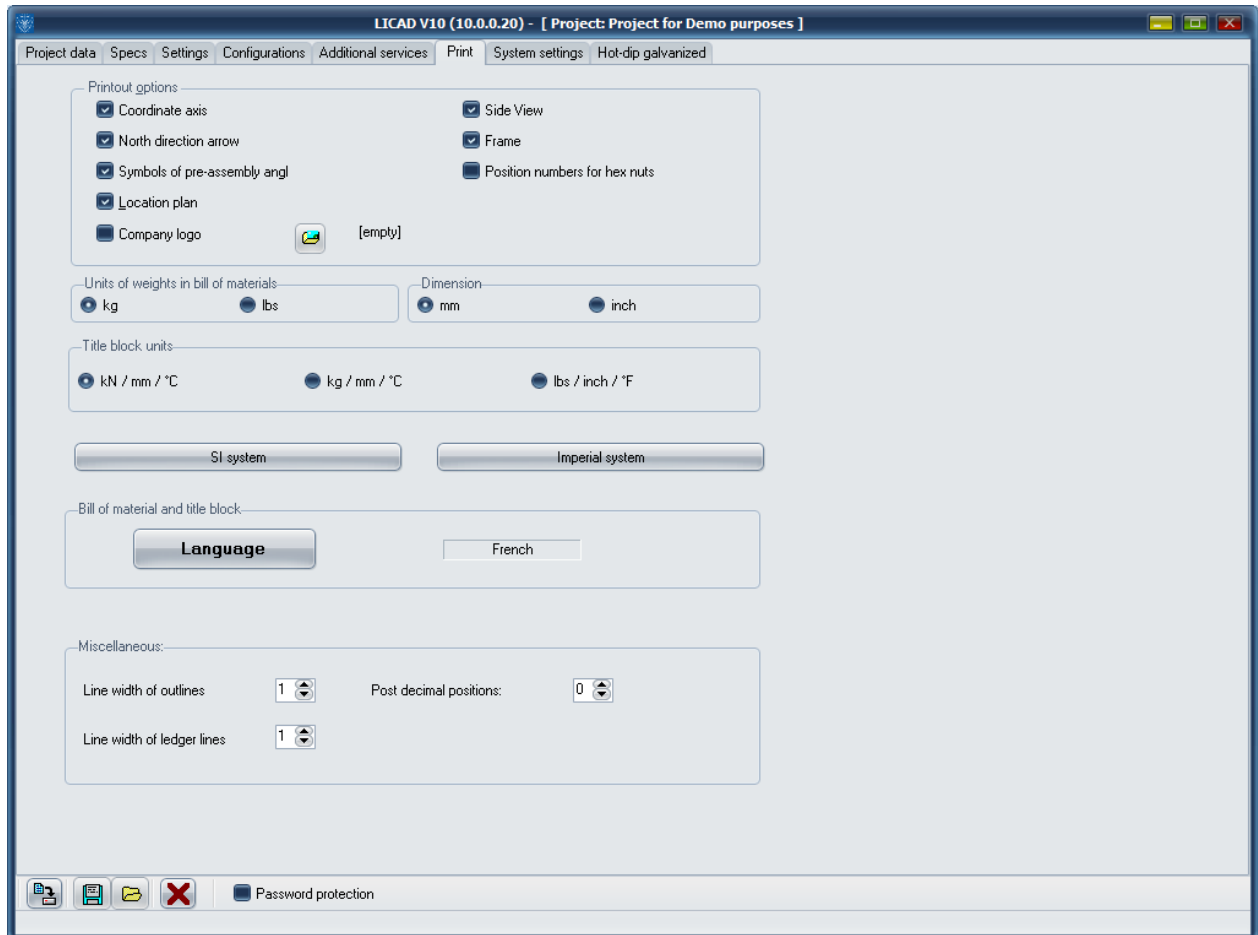 LICAD V10 (10.0.0.20) - [ Project: Project for Demo purposes ]
Project data Specs Settings Configurations Additional services Print System settings Hot-dip galvanized
Printout options
Coordinate axis Side View
North direction arrow Frame
Symbols of pre-assembly angl Position numbers for hex nuts
Location plan
Company logo [empty]
Units of weights in bill of materials Dimension
kg lbs mm inch
Title block units
kN / mm / °C kg / mm / °C lbs / inch / °F
SI system Imperial system
Bill of material and title block
Language French
Miscellaneous:
Line width of outlines 1 Post decimal positions: 0
Line width of ledger lines 1
Password protection